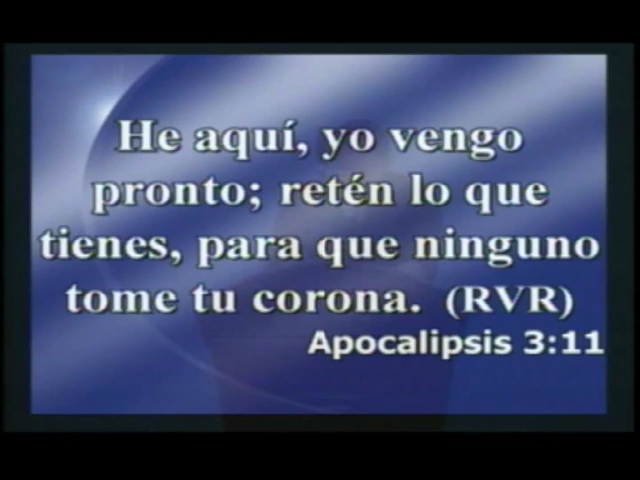 He aquí, yo vengo
pronto; retén lo que
tienes, para que ninguno
tome tu corona. (RVR)
Apocalipsis 3:11